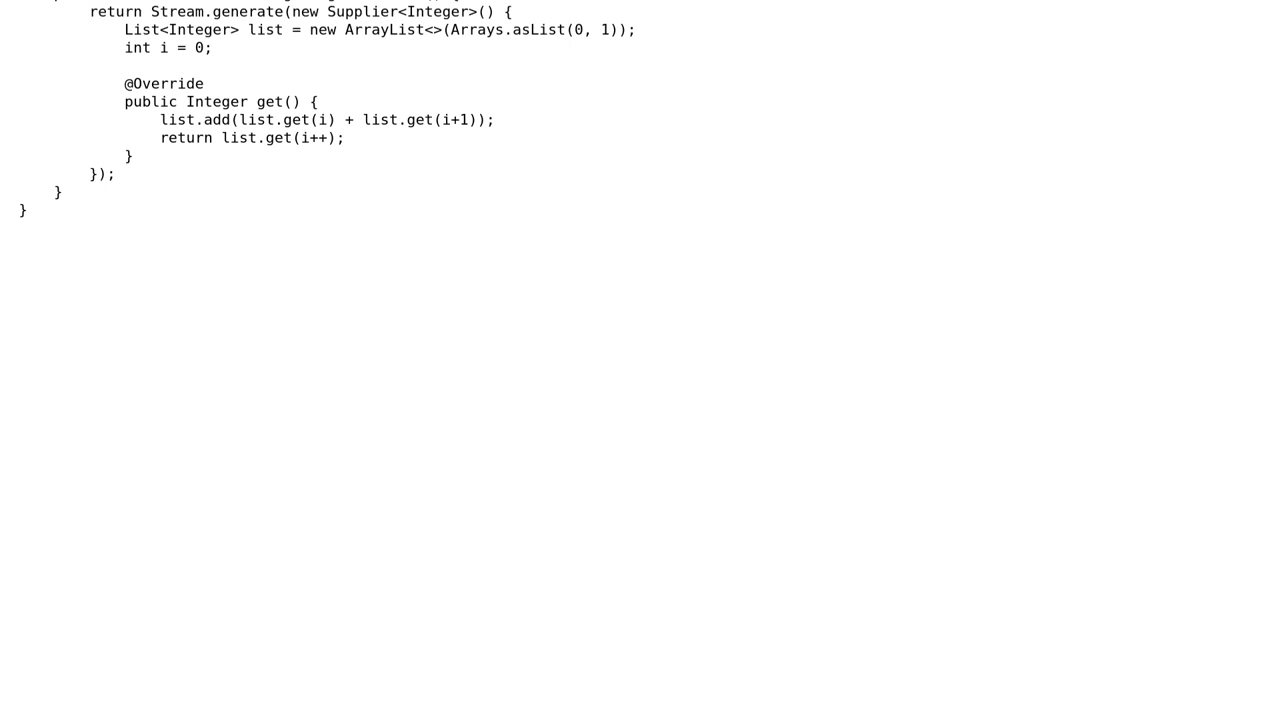 return Stream.generate(new Supplier<Integer>() {
            List<Integer> list = new ArrayList<>(Arrays.asList(0, 1));
            int i = 0;

            @Override
            public Integer get() {
                list.add(list.get(i) + list.get(i+1));
                return list.get(i++);
            }
        });
    }
}